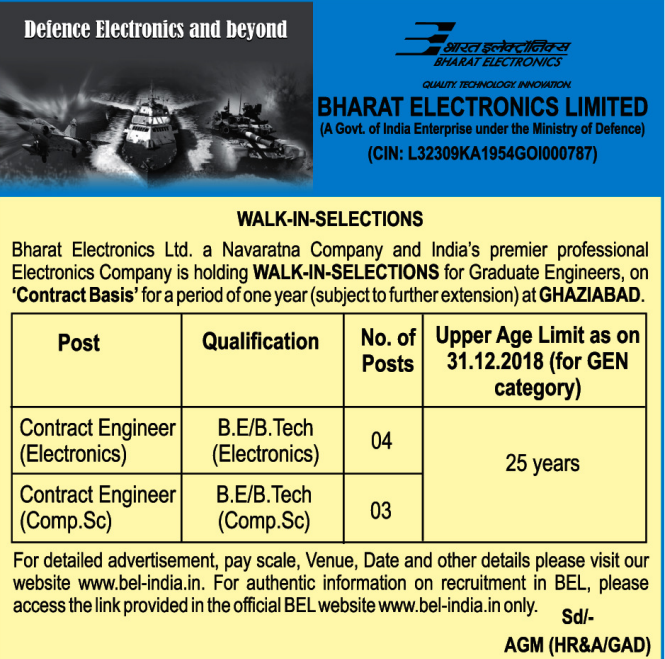 Defence Electronics and beyond
भारत इलेक्ट्रॉनिक्स
BHARAT ELECTRONICS
QUALITY. TECHNOLOGY. INNOVATION.
BHARAT ELECTRONICS LIMITED
(A Govt. of India Enterprise under the Ministry of Defence)
(CIN: L32309KA1954GOI000787)
WALK-IN-SELECTIONS
Bharat Electronics Ltd. a Navaratna Company and India's premier professional
Electronics Company is holding WALK-IN-SELECTIONS for Graduate Engineers, on
'Contract Basis' for a period of one year (subject to further extension) at GHAZIABAD.
Post
Qualification
No. of
Posts
Upper Age Limit as on
31.12.2018 (for GEN
category)
Contract Engineer
(Electronics)
B.E/B.Tech
(Electronics)
04
25 years
Contract Engineer
(Comp.Sc)
B.E/B.Tech
(Comp.Sc)
03
For detailed advertisement, pay scale, Venue, Date and other details please visit our
website www.bel-india.in. For authentic information on recruitment in BEL, please
access the link provided in the official BEL website www.bel-india.in only.
Sd/-
AGM (HR&A/GAD)